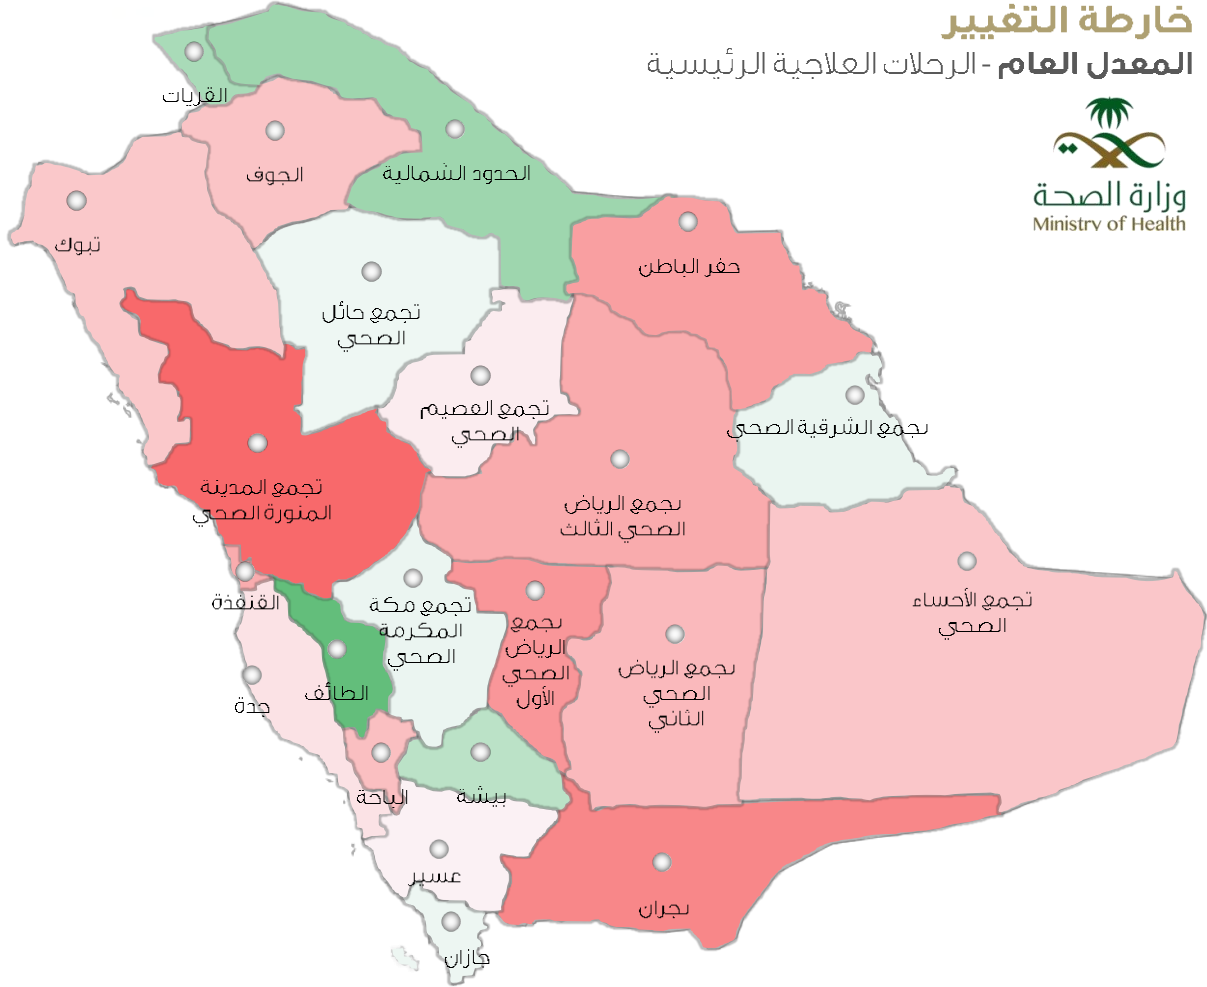 خارطة التغيير
المعدل العام - الرحلات العلاجية الرئيسية
وزارة الصحة
Ministry of Health
القريات
الحدود الشمالية
الجوف
تبوك
حفر الباطن
تجمع حائل
الصحي
تجمع القصيم
الصحي
تجمع الشرقية الصحي
تجمع المدينة
المنورة الصحي
تجمع الرياض
الصحي الثالث
القنفذة
تجمع مكة
المكرمة
الصحي
تجمع
الرياض
الصحي
الأول
تجمع الرياض
الصحي
الثاني
تجمع الأحساء
الصحي
الطائف
جدة
الباحة
بيشة
عسير
نجران
جازان